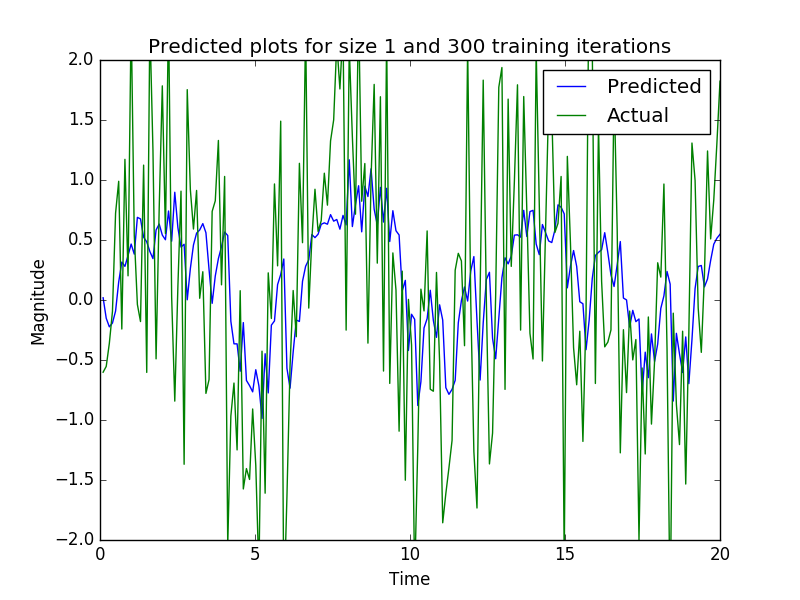 Predicted plots for size 1 and 300 training iterations
2.0
1.5
1.0
0.5
0.0
−0.5
−1.0
−1.5
−2.0
Magnitude
Predicted
Actual
0
5
10
15
20
Time